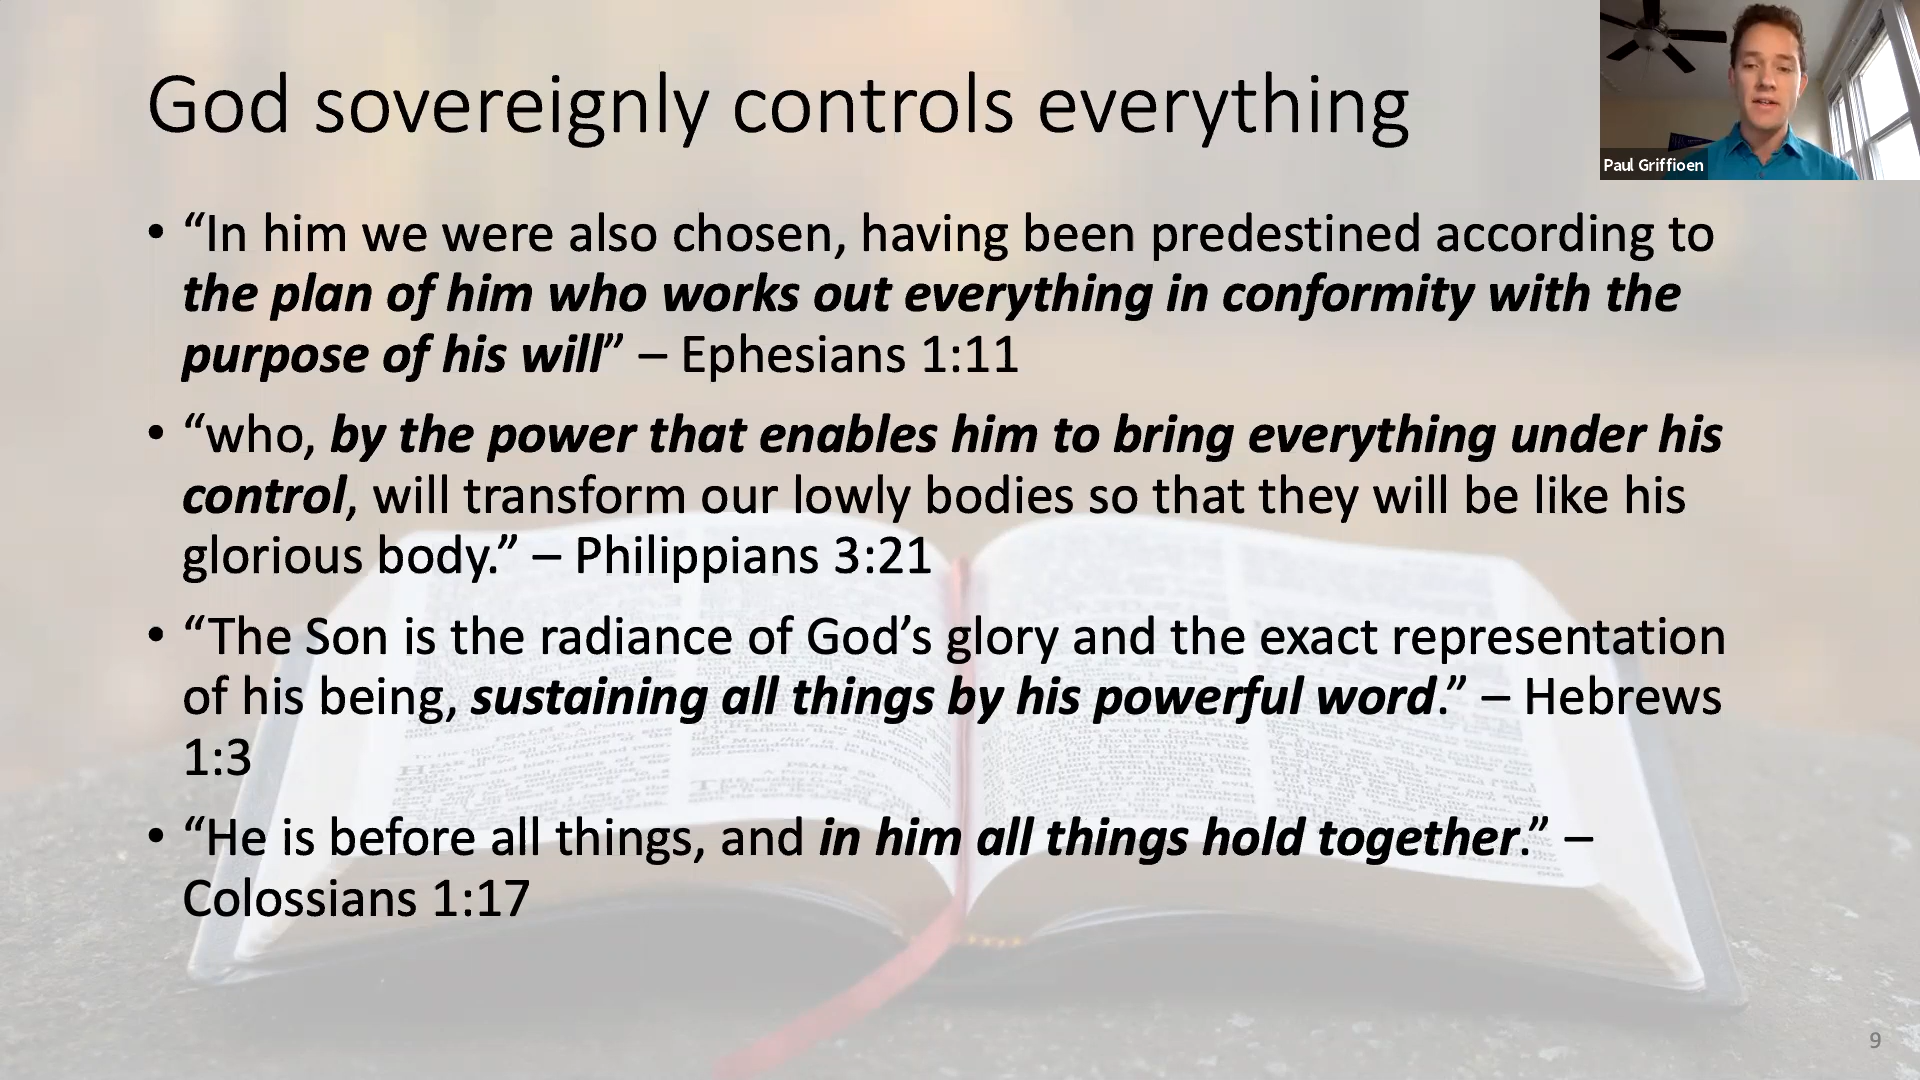 God sovereignly controls everything
Paul Griffioen
• “In him we were also chosen, having been predestined according to
the plan of him who works out everything in conformity with the
purpose of his will” – Ephesians 1:11
• “who, by the power that enables him to bring everything under his
control, will transform our lowly bodies so that they will be like his
glorious body.” – Philippians 3:21
• “The Son is the radiance of God’s glory and the exact representation
of his being, sustaining all things by his powerful word.” – Hebrews
1:3
• “He is before all things, and in him all things hold together.” –
Colossians 1:17
PSALM 50
9